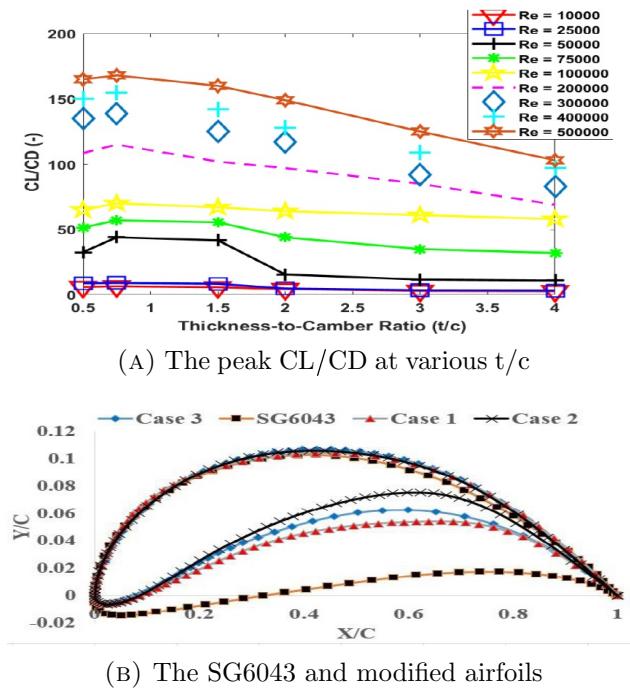 Re = 10000
Re = 25000
Re = 50000
Re = 75000
Re = 100000
Re = 200000
Re = 300000
Re = 400000
Re = 500000
200
150
100
50
0
CL/CD (-)
0.5 1 1.5 2 2.5 3 3.5 4
Thickness-to-Camber Ratio (t/c)
(A) The peak CL/CD at various t/c
Case 3 SG6043 Case 1 Case 2
0.12
0.1
0.08
0.06
0.04
0.02
0
-0.02
Y/C
0 0.2 0.4 0.6 0.8 1
X/C
(B) The SG6043 and modified airfoils